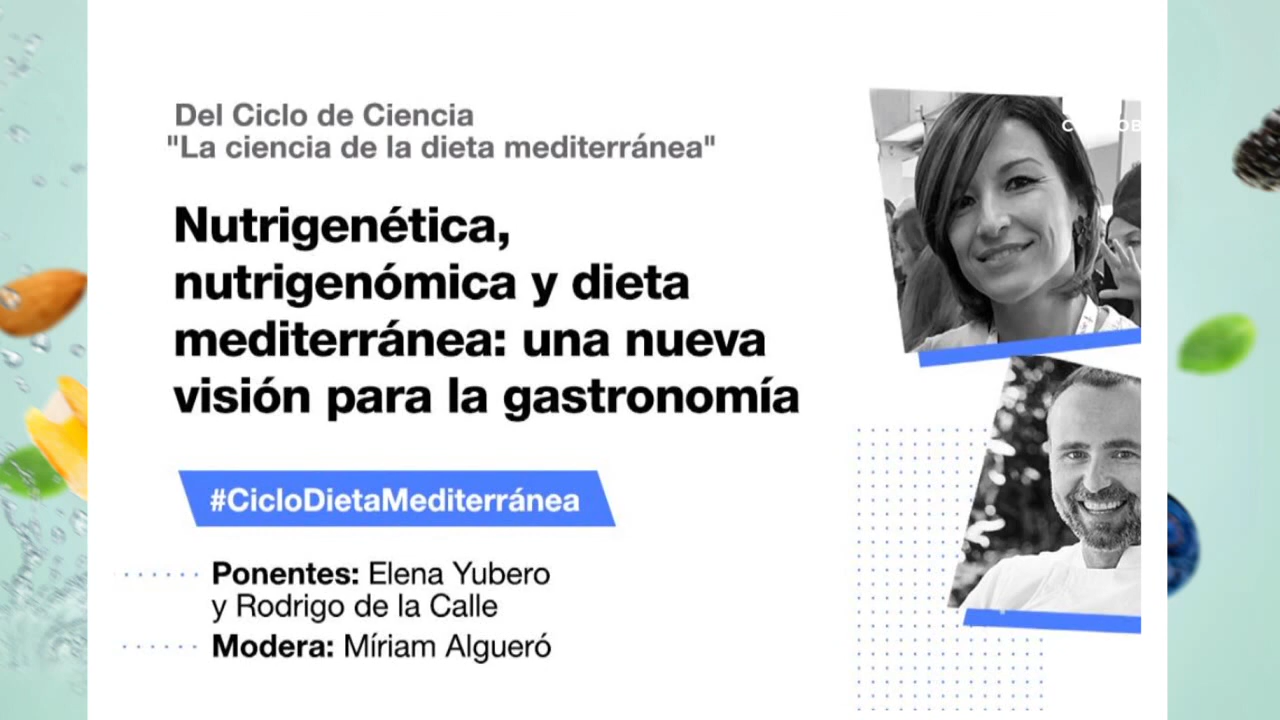 Del Ciclo de Ciencia
"La ciencia de la dieta mediterránea"
Nutrigenética,
nutrigenómica y dieta
mediterránea: una nueva
visión para la gastronomía
#CicloDietaMediterránea
Ponentes: Elena Yubero
y Rodrigo de la Calle
Modera: Míriam Algueró